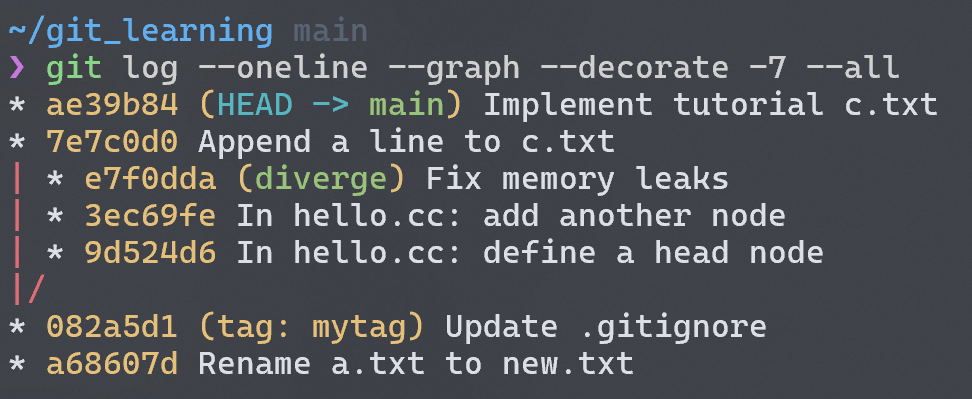 ~/git_learning main
❯ git log --oneline --graph --decorate -7 --all
* ae39b84 (HEAD -> main) Implement tutorial c.txt
* 7e7c0d0 Append a line to c.txt
| * e7f0dda (diverge) Fix memory leaks
| * 3ec69fe In hello.cc: add another node
| * 9d524d6 In hello.cc: define a head node
|/
* 082a5d1 (tag: mytag) Update .gitignore
* a68607d Rename a.txt to new.txt